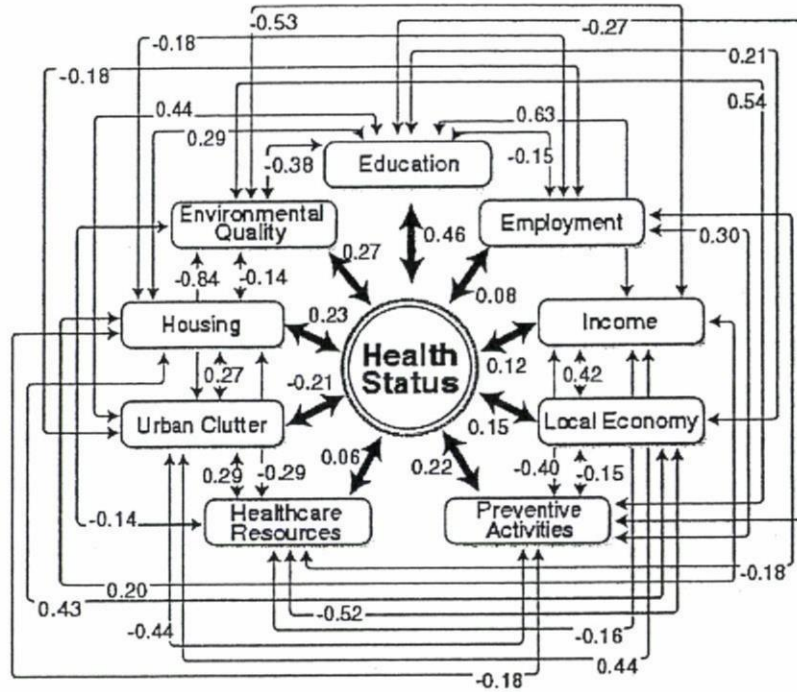 -0.53
-0.27
-0.18
0.21
-0.18
0.54
0.44
0.63
0.29
-0.15
-0.38
Education
Environmental
Quality
Employment
0.46
0.30
0.27
-0.84
-0.14
0.08
Housing
0.23
Health
Status
Income
0.12
0.27
0.42
-0.21
Urban Clutter
0.15
Local Economy
0.06
0.22
-0.40
-0.15
0.29
-0.29
Healthcare
Resources
Preventive
Activities
-0.14
-0.18
0.20
0.43
-0.52
-0.44
-0.16
0.44
-0.18